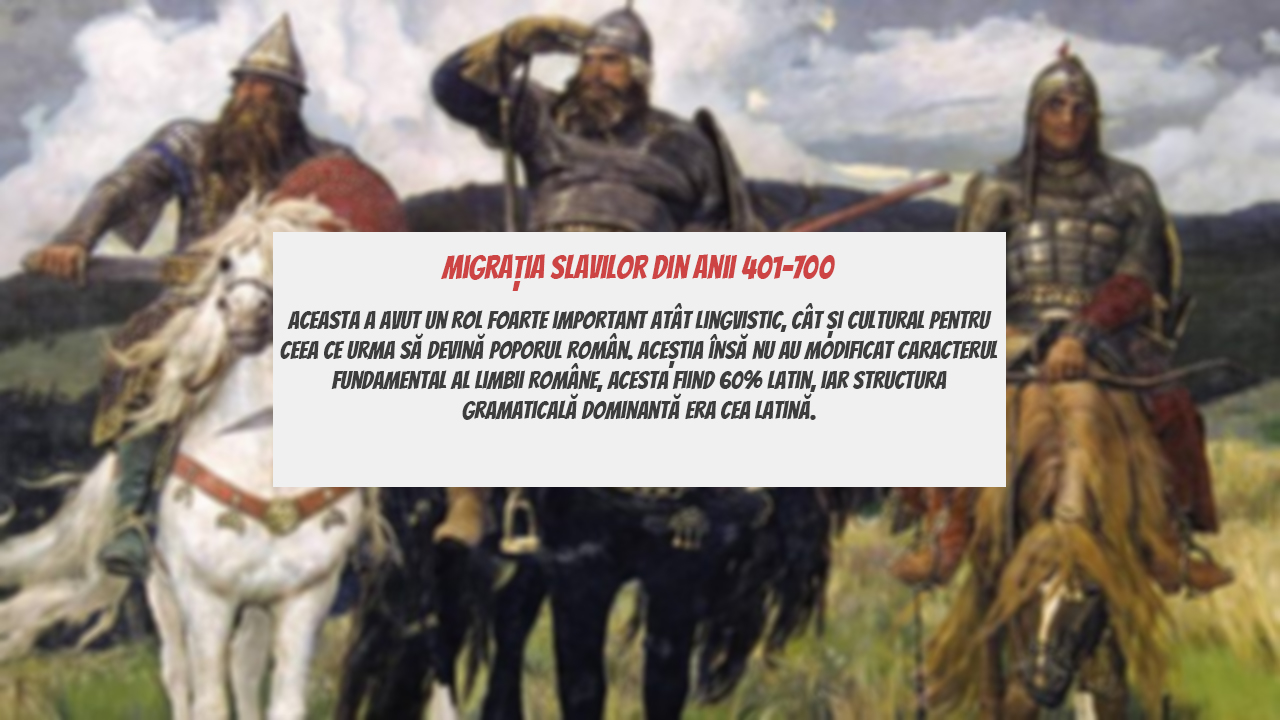 MIGRAȚIA SLAVILOR DIN ANII 401-700
ACEASTA A AVUT UN ROL FOARTE IMPORTANT ATÂT LINGVISTIC, CÂT ȘI CULTURAL PENTRU
CEEA CE URMA SĂ DEVINĂ POPORUL ROMÂN. ACEȘTIA ÎNSĂ NU AU MODIFICAT CARACTERUL
FUNDAMENTAL AL LIMBII ROMÂNE, ACESTA FIIND 60% LATIN, IAR STRUCTURA
GRAMATICALĂ DOMINANTĂ ERA CEA LATINĂ.